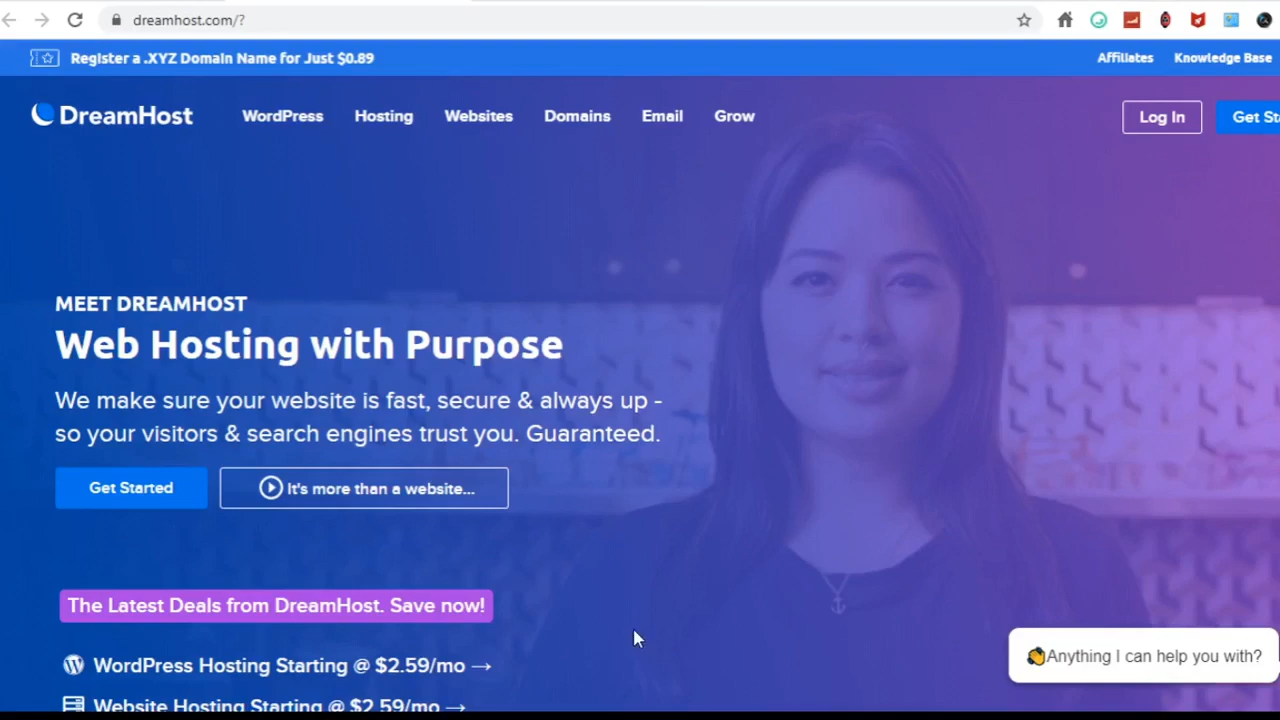 dreamhost.com/?
Register a .XYZ Domain Name for Just $0.89
Affiliates
Knowledge Base
DreamHost
WordPress
Hosting
Websites
Domains
Email
Grow
Log In
Get St
MEET DREAMHOST
Web Hosting with Purpose
We make sure your website is fast, secure & always up -
so your visitors & search engines trust you. Guaranteed.
Get Started
It's more than a website...
The Latest Deals from DreamHost. Save now!
WordPress Hosting Starting @ $2.59/mo →
Website Hosting Starting @ $2.59/mo →
Anything I can help you with?